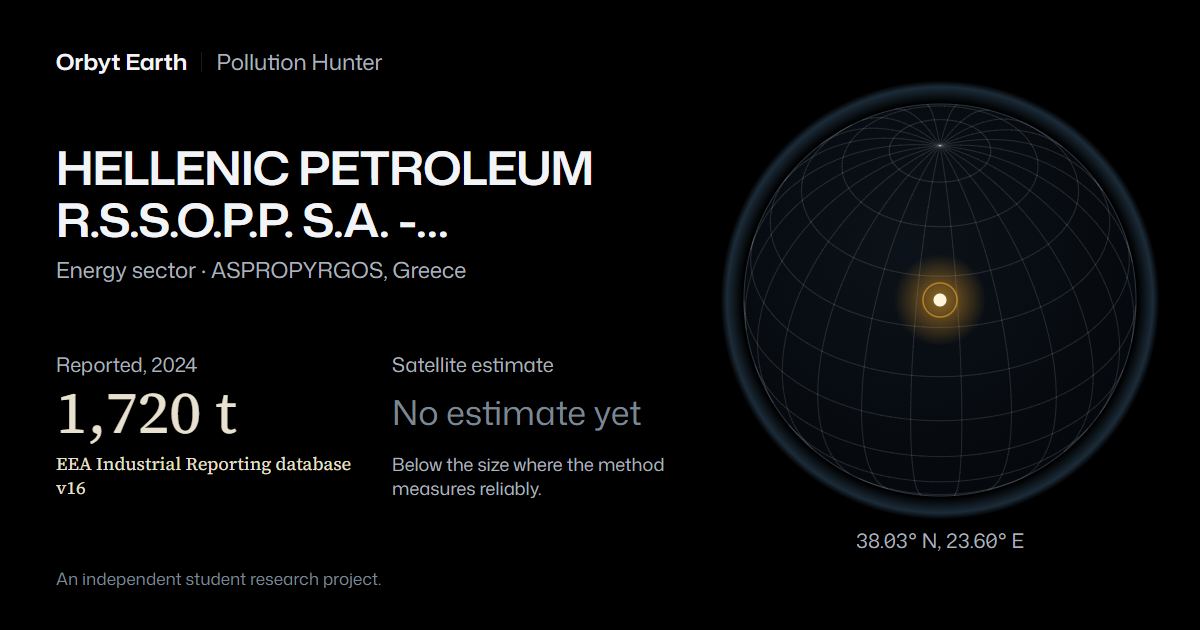 Orbyt Earth | Pollution Hunter
HELLENIC PETROLEUM
R.S.S.O.P.P. S.A. -...
Energy sector · ASPROPYRGOS, Greece
Reported, 2024
1,720 t
EEA Industrial Reporting database
v16
Satellite estimate
No estimate yet
Below the size where the method
measures reliably.
38.03° N, 23.60° E
An independent student research project.